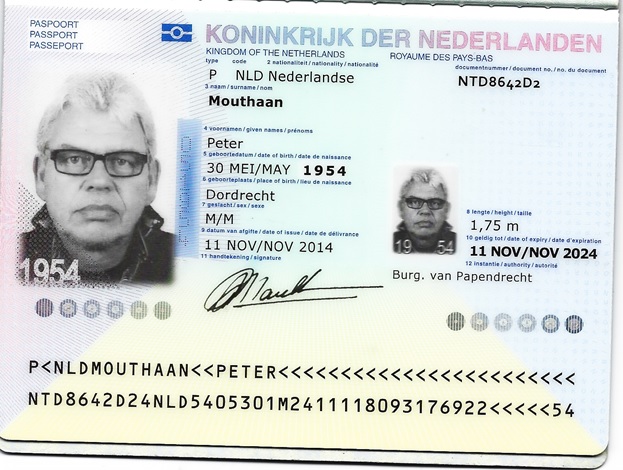 PASPOORT
PASSPORT
PASSEPORT
KONINKRIJK DER NEDERLANDEN
KINGDOM OF THE NETHERLANDS ROYAUME DES PAYS-BAS
type code 2 nationaliteit / nationality / nationalité documentnummer / document no. / no. du document
P NLD Nederlandse NTD8642D2
3 naam / surname / nom
Mouthaan
4 voornamen / given names / prénoms
Peter
5 geboortedatum / date of birth / date de naissance
30 MEI/MAY 1954
6 geboorteplaats / place of birth / lieu de naissance
Dordrecht
7 geslacht / sex / sexe 8 lengte / height / taille
M/M 1,75 m
9 datum van afgifte / date of issue / date de délivrance 10 geldig tot / date of expiry / date d'expiration
11 NOV/NOV 2014 11 NOV/NOV 2024
11 handtekening / signature 12 instantie / authority / autorité
Burg. van Papendrecht
1954
19 54
P<NLDMOUTHAAN<<PETER<<<<<<<<<<<<<<<<<<<<<<<<
NTD8642D24NLD5405301M24111118093176922<<<<<54